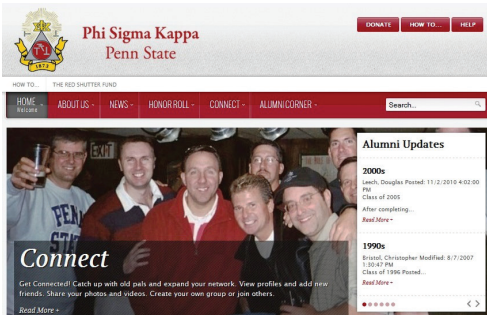 Phi Sigma Kappa
Penn State
DONATE
HOW TO...
HELP
1873
HOW TO... THE RED SHUTTER FUND
HOME
Welcome
ABOUT US
NEWS
HONOR ROLL
CONNECT
ALUMNI CORNER
Search...
EXIT
PENN
STATE
Connect
Get Connected! Catch up with old pals and expand your network. View profiles and add new
friends. Share your photos and videos. Create your own group or join others.
Read More
Alumni Updates
2000s
Leech, Douglas Posted: 11/2/2010 4:02:00
PM
Class of 2005
After completing...
Read More
1990s
Bristol, Christopher Modified: 8/7/2007
1:30:47 PM
Class of 1996 Posted...
Read More